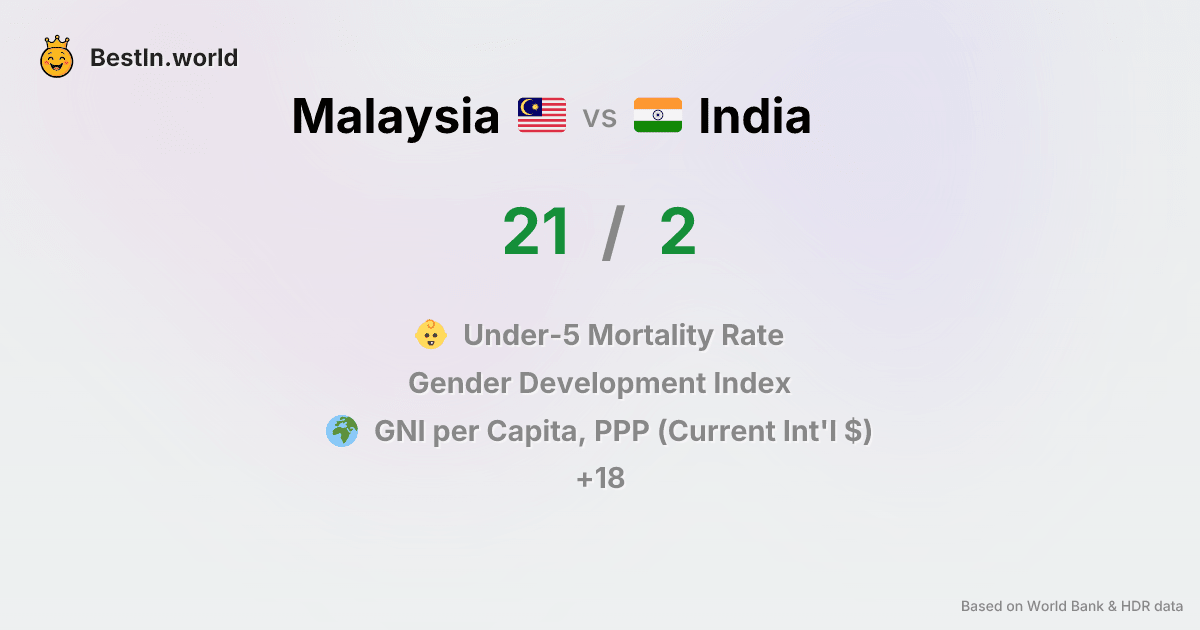 BestIn.world
Malaysia vs India
21 / 2
Under-5 Mortality Rate
Gender Development Index
GNI per Capita, PPP (Current Int'l $)
+18
Based on World Bank & HDR data